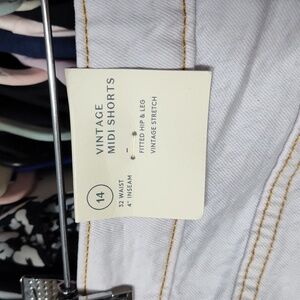 VINTAGE
MIDI SHORTS
FITTED HIP & LEG
VINTAGE STRETCH
14
32 WAIST
4" INSEAM